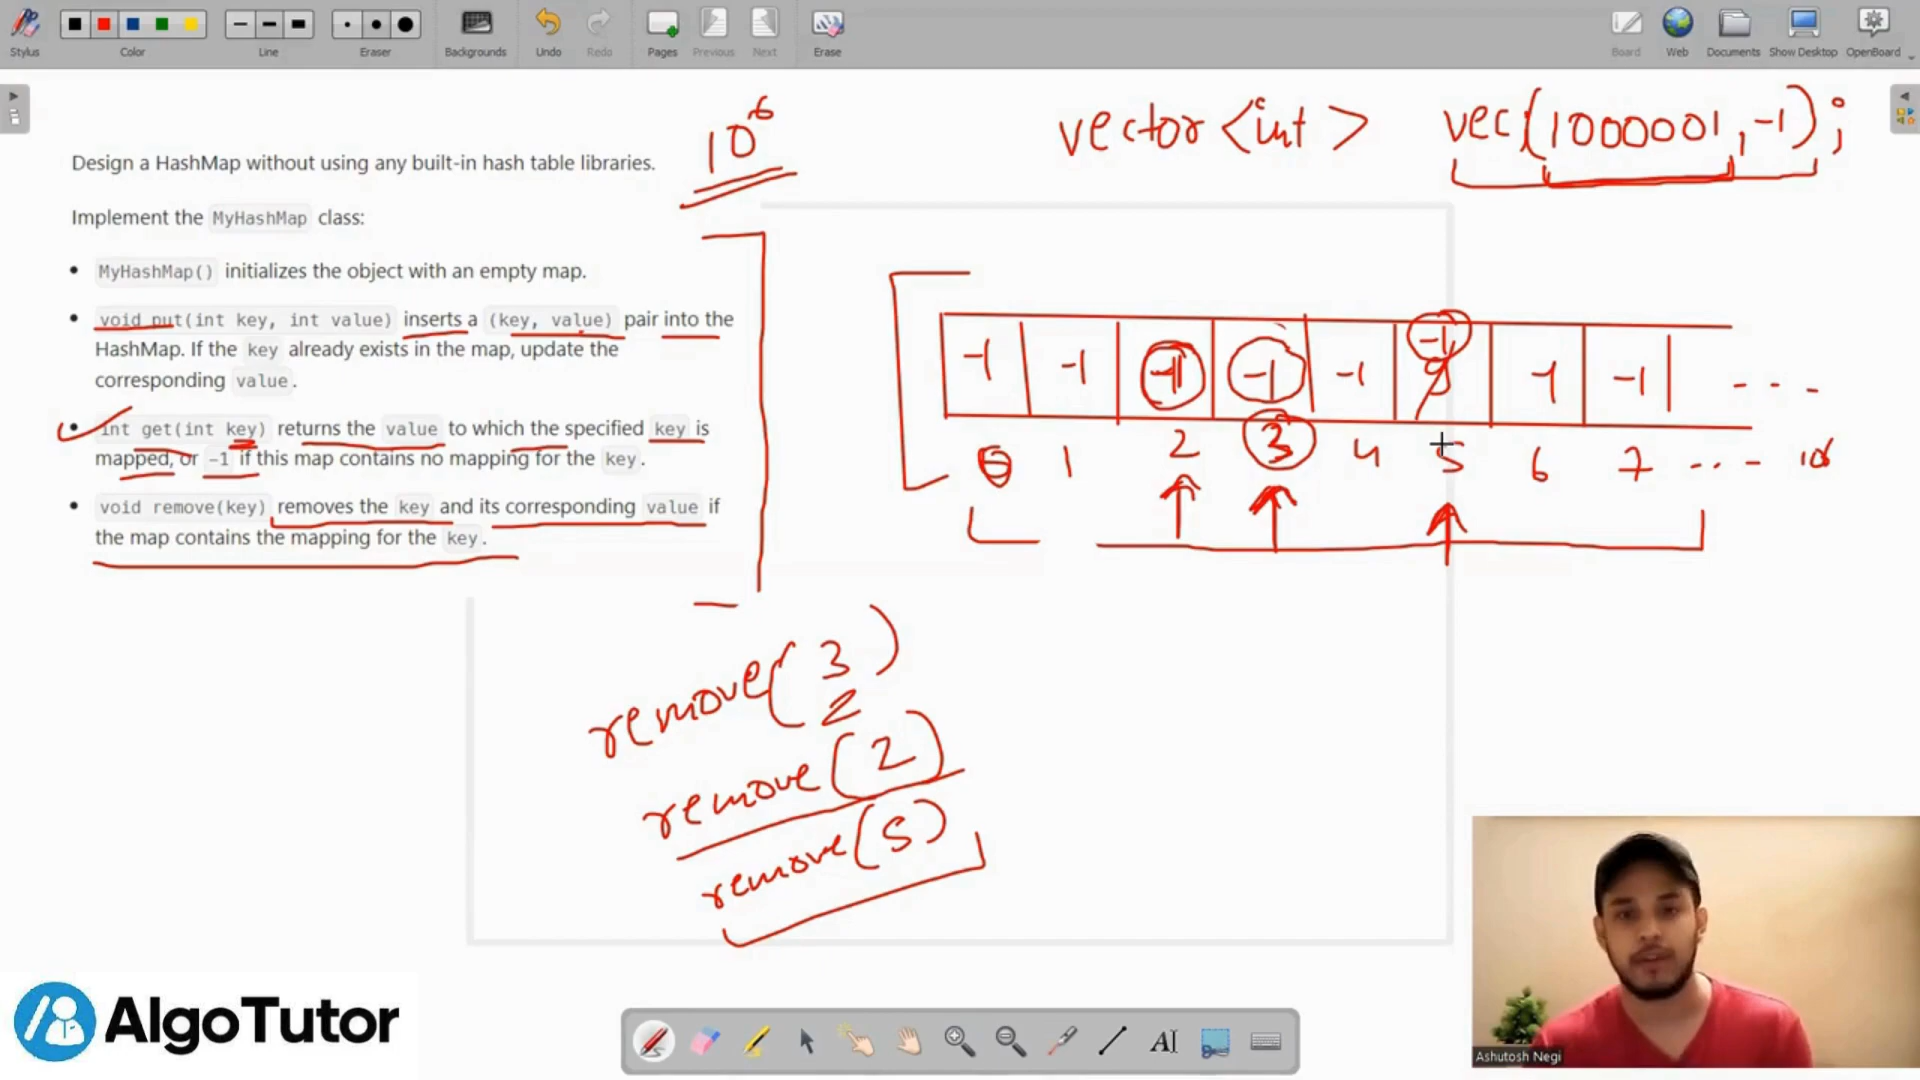 Stylus
Color
Line
Eraser
Backgrounds
Undo
Redo
Pages
Previous
Next
Erase
Board
Web
Documents
Show Desktop
OpenBoard
10^6
vector<int> vec(1000001, -1);
Design a HashMap without using any built-in hash table libraries.
Implement the MyHashMap class:
MyHashMap() initializes the object with an empty map.
void put(int key, int value) inserts a (key, value) pair into the
HashMap. If the key already exists in the map, update the
corresponding value.
int get(int key) returns the value to which the specified key is
mapped, or -1 if this map contains no mapping for the key.
void remove(key) removes the key and its corresponding value if
the map contains the mapping for the key.
-1
-1 -1 -1 -1 -1 9 -1 -1 ...
0 1 2 3 4 5 6 7 ... 10^6
remove(3)
2
remove(2)
remove(5)
AlgoTutor
Ashutosh Negi